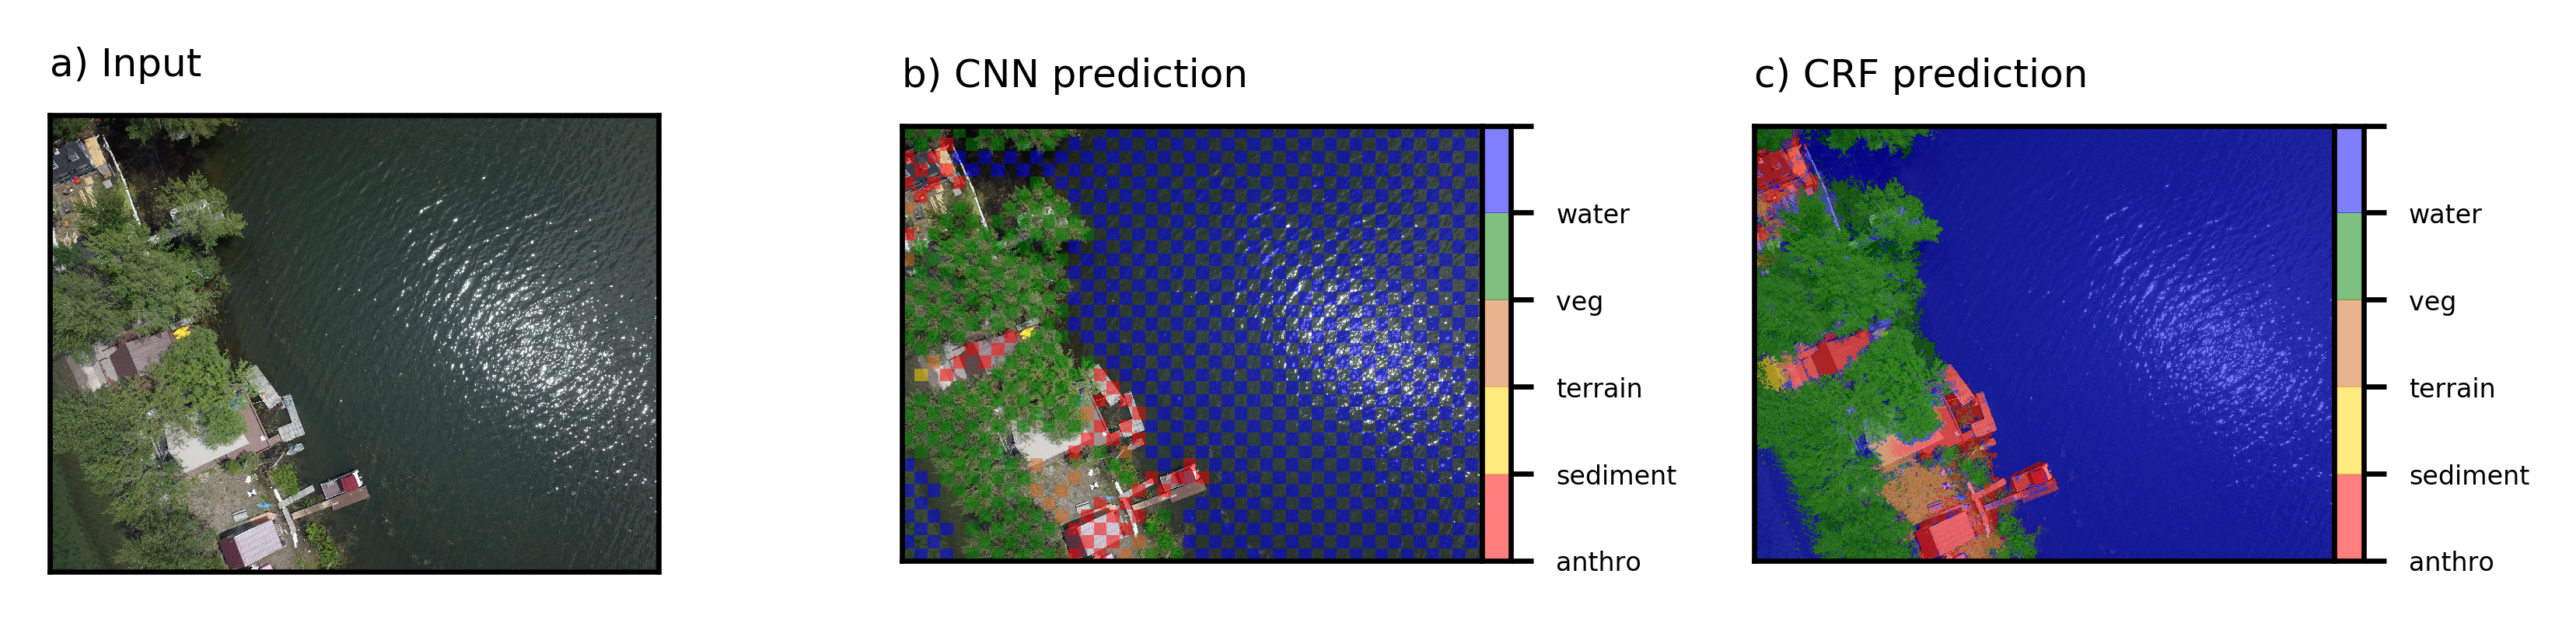 a) Input
b) CNN prediction
c) CRF prediction
water
veg
terrain
sediment
anthro
water
veg
terrain
sediment
anthro